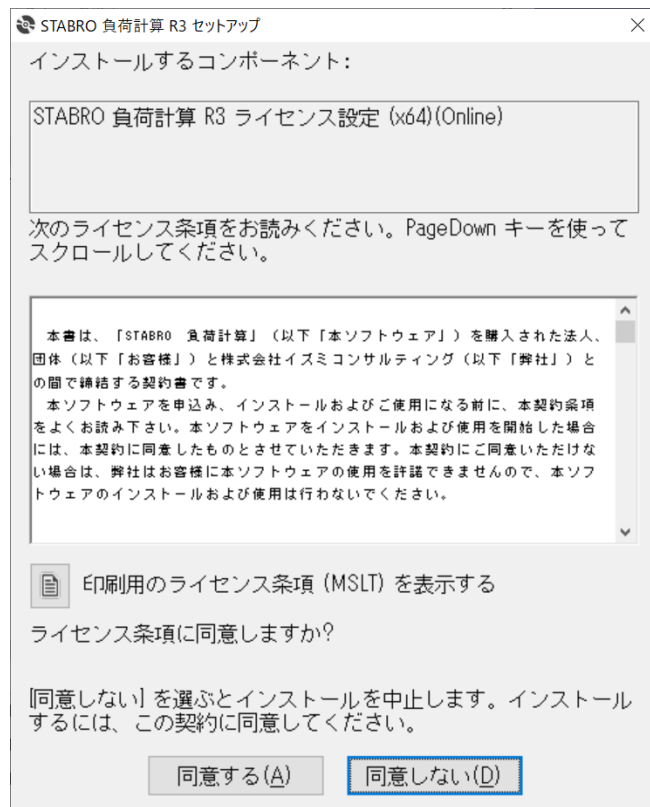 STABRO 負荷計算 R3 セットアップ
インストールするコンポーネント:
STABRO 負荷計算 R3 ライセンス設定 (x64)(Online)
次のライセンス条項をお読みください。PageDown キーを使って
スクロールしてください。
本書は、「STABRO 負荷計算」（以下「本ソフトウェア」）を購入された法人、
団体（以下「お客様」）と株式会社イズミコンサルティング（以下「弊社」）と
の間で締結する契約書です。
本ソフトウェアを申込み、インストールおよびご使用になる前に、本契約条項
をよくお読み下さい。本ソフトウェアをインストールおよび使用を開始した場合
には、本契約に同意したものとさせていただきます。本契約にご同意いただけな
い場合は、弊社はお客様に本ソフトウェアの使用を許諾できませんので、本ソフ
トウェアのインストールおよび使用は行わないでください。
印刷用のライセンス条項 (MSLT) を表示する
ライセンス条項に同意しますか?
[同意しない] を選ぶとインストールを中止します。インストール
するには、この契約に同意してください。
同意する(A)
同意しない(D)